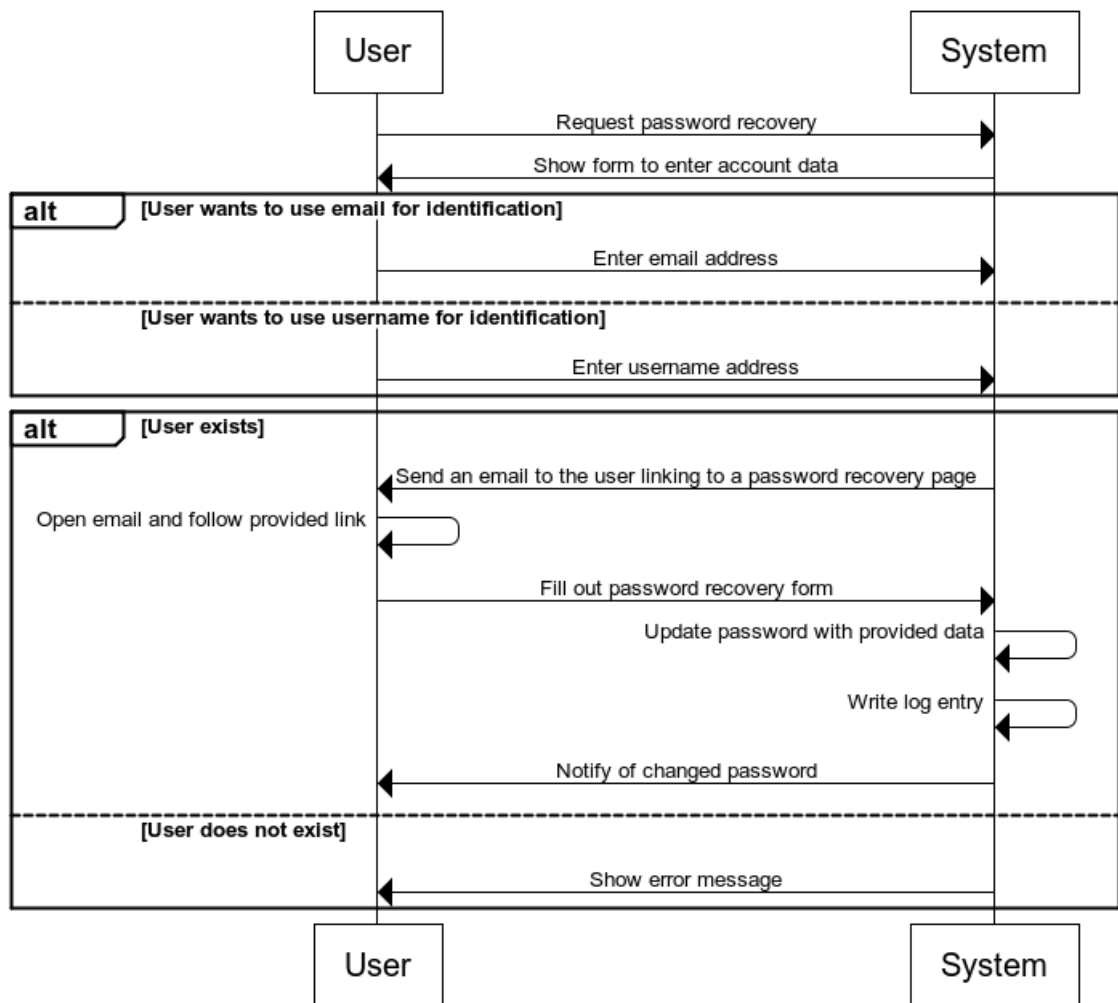 User
System
Request password recovery
Show form to enter account data
alt
[User wants to use email for identification]
Enter email address
[User wants to use username for identification]
Enter username address
alt
[User exists]
Send an email to the user linking to a password recovery page
Open email and follow provided link
Fill out password recovery form
Update password with provided data
Write log entry
Notify of changed password
[User does not exist]
Show error message
User
System